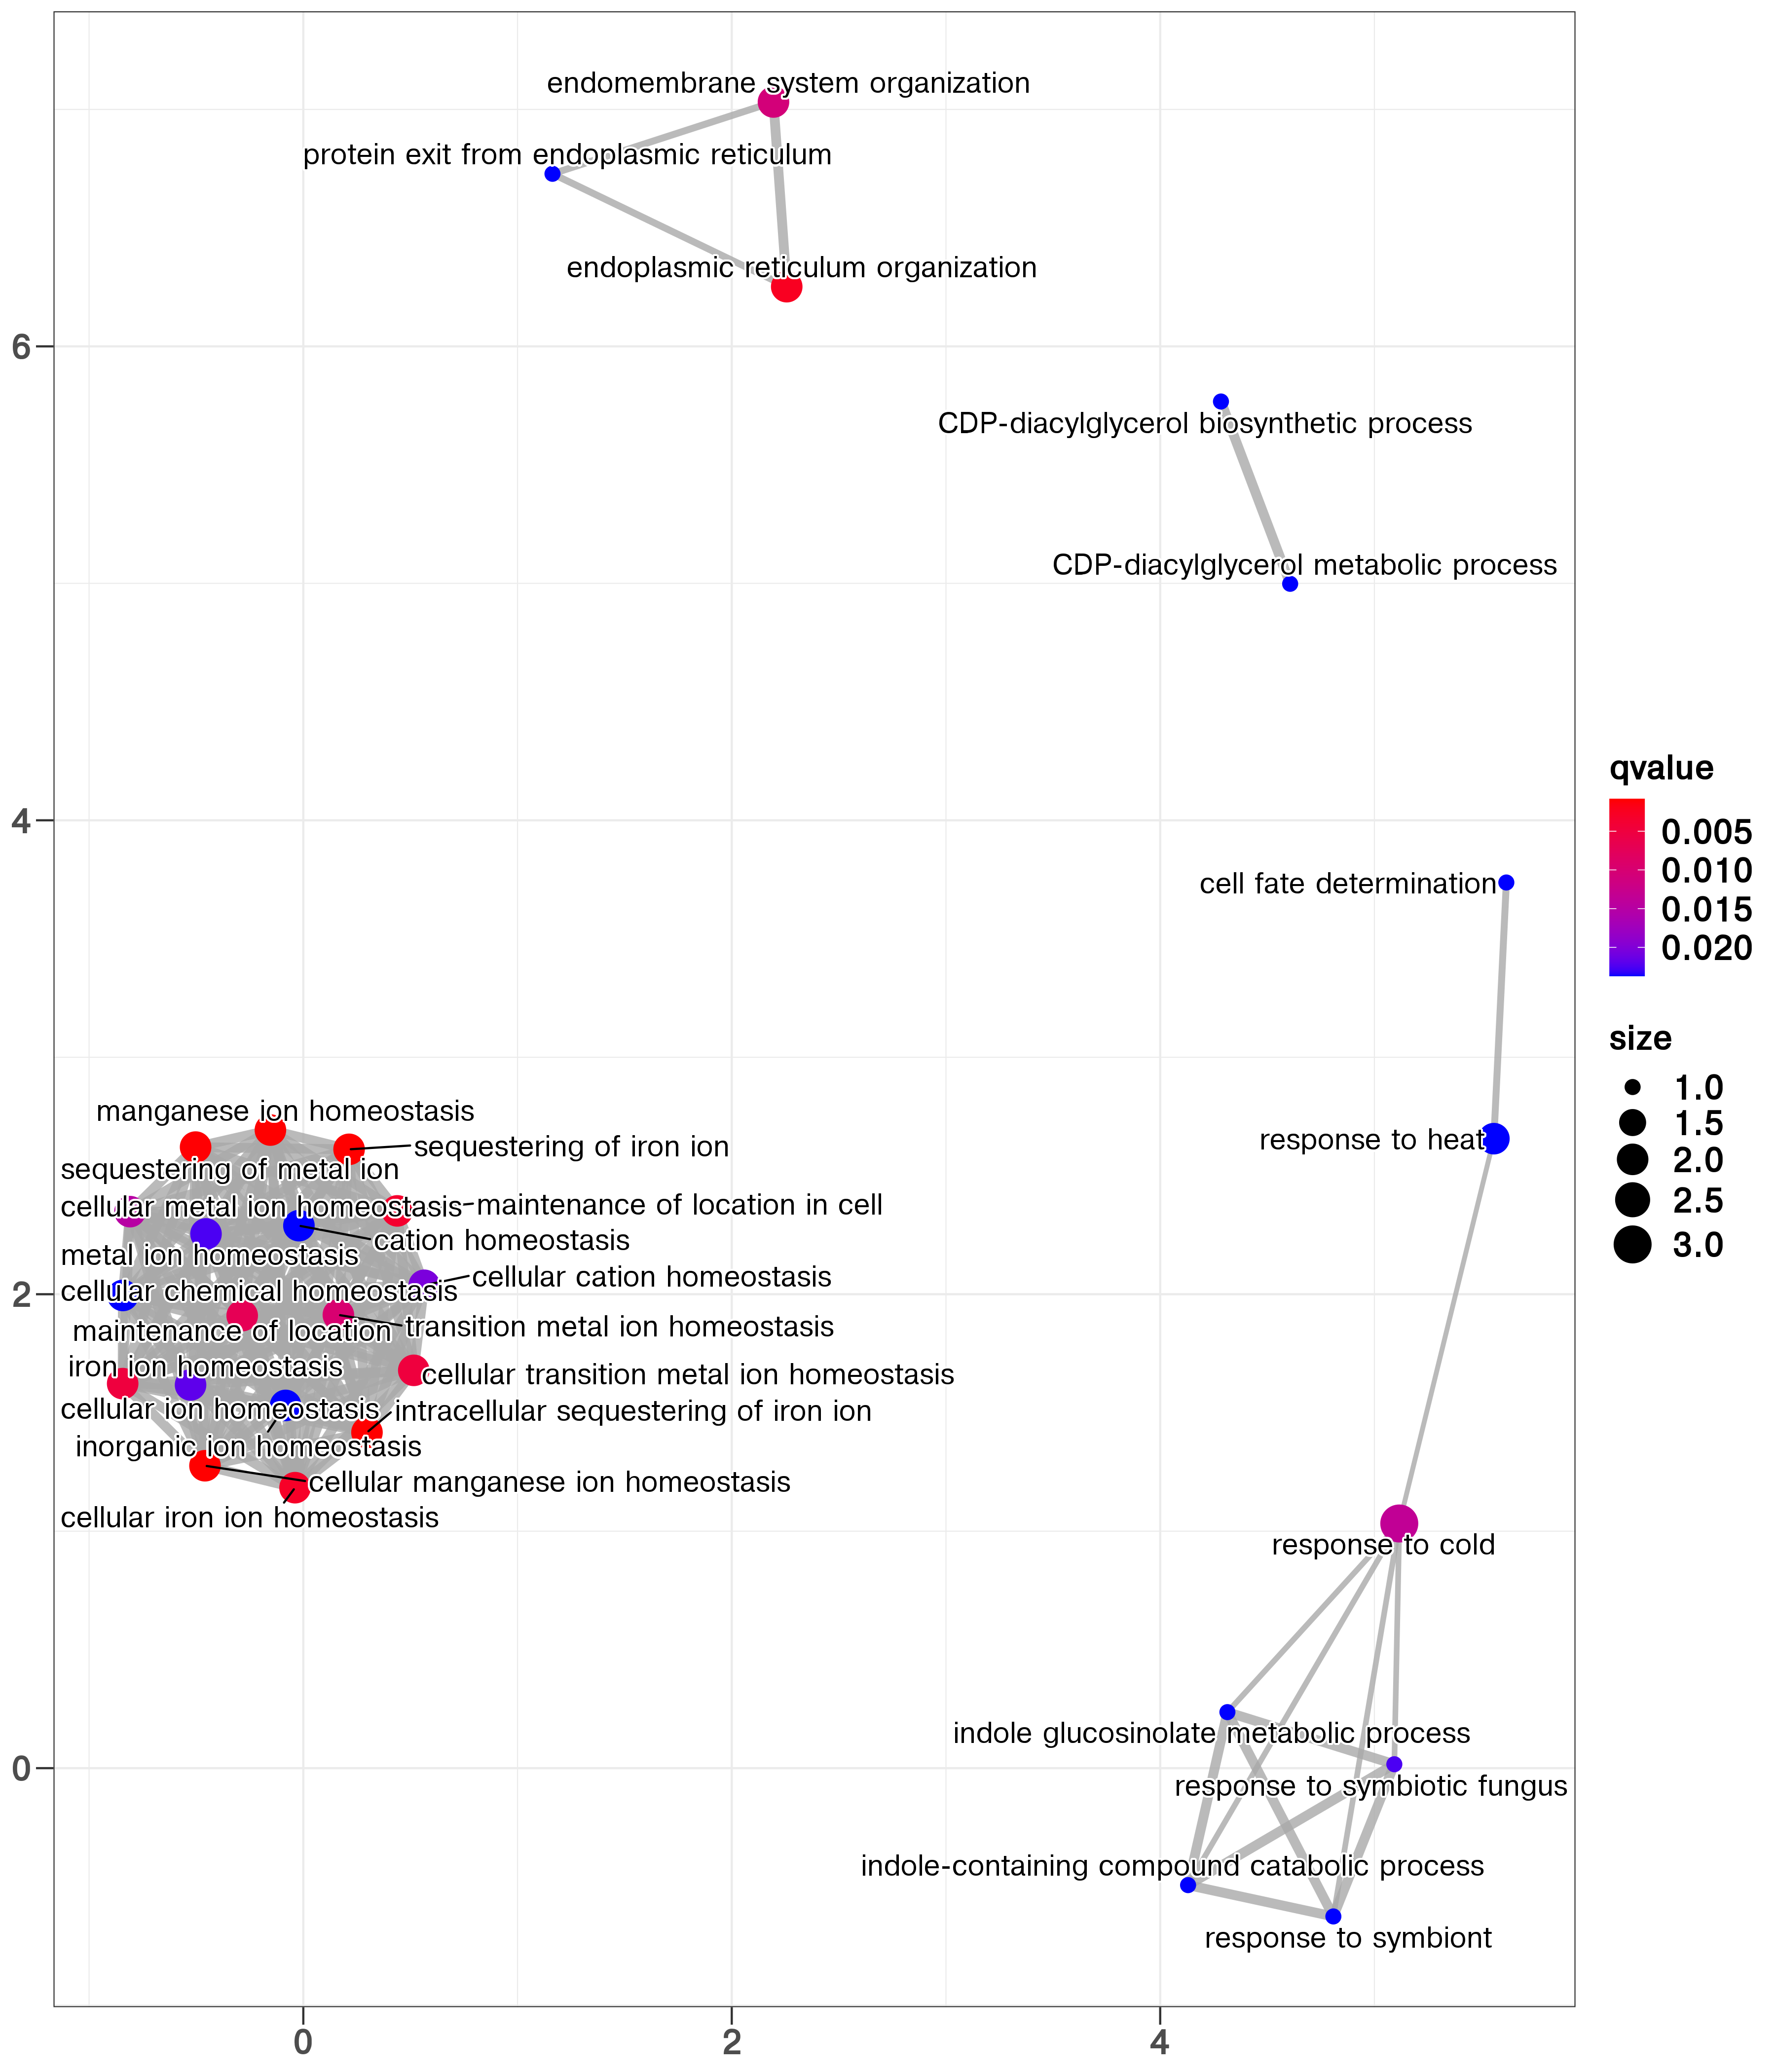 endomembrane system organization
protein exit from endoplasmic reticulum
endoplasmic reticulum organization
6
CDP-diacylglycerol biosynthetic process
CDP-diacylglycerol metabolic process
qvalue
0.005
0.010
0.015
0.020
4
cell fate determination
size
1.0
1.5
2.0
2.5
3.0
manganese ion homeostasis
response to heat
sequestering of iron ion
sequestering of metal ion
cellular metal ion homeostasis
maintenance of location in cell
cation homeostasis
metal ion homeostasis
cellular cation homeostasis
2
cellular chemical homeostasis
transition metal ion homeostasis
maintenance of location
iron ion homeostasis
cellular transition metal ion homeostasis
cellular ion homeostasis
intracellular sequestering of iron ion
inorganic ion homeostasis
cellular manganese ion homeostasis
cellular iron ion homeostasis
response to cold
indole glucosinolate metabolic process
0
response to symbiotic fungus
indole-containing compound catabolic process
response to symbiont
0
2
4